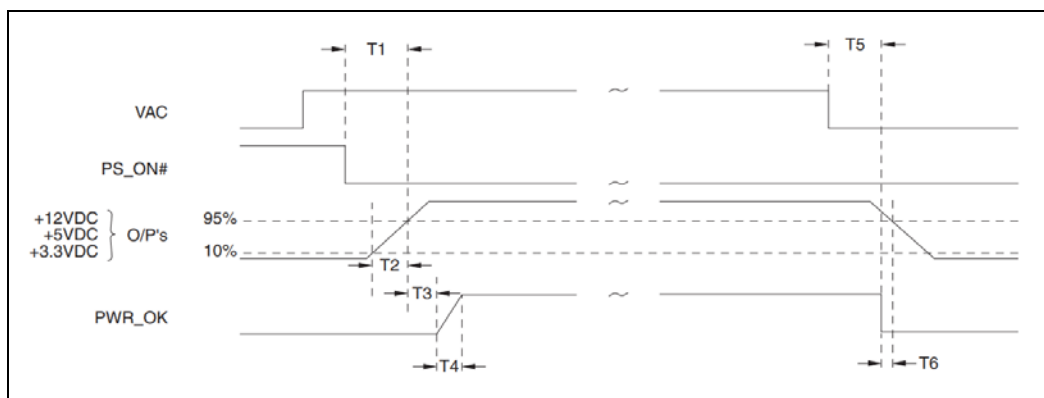 T1
T5
VAC
PS_ON#
+12VDC
+5VDC
+3.3VDC
O/P's
95%
10%
T2
T3
PWR_OK
T4
T6